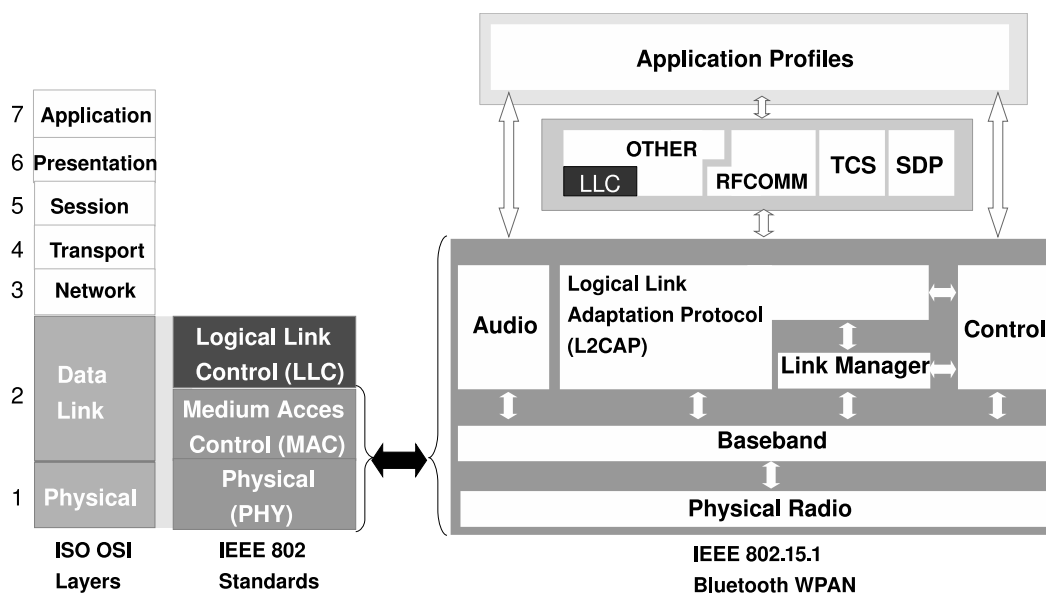 7
Application
6
Presentation
5
Session
4
Transport
3
Network
2
Data
Link
1
Physical
ISO OSI
Layers
Logical Link
Control (LLC)
Medium Acces
Control (MAC)
Physical
(PHY)
IEEE 802
Standards
Application Profiles
OTHER
LLC
RFCOMM
TCS
SDP
Audio
Logical Link
Adaptation Protocol
(L2CAP)
Link Manager
Control
Baseband
Physical Radio
IEEE 802.15.1
Bluetooth WPAN